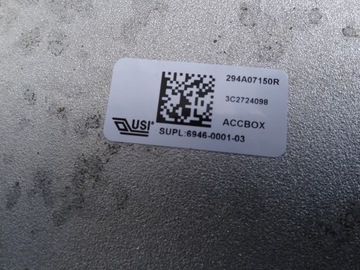 294A07150R
3C2724098
USI
ACCBOX
SUPL:6946-0001-03